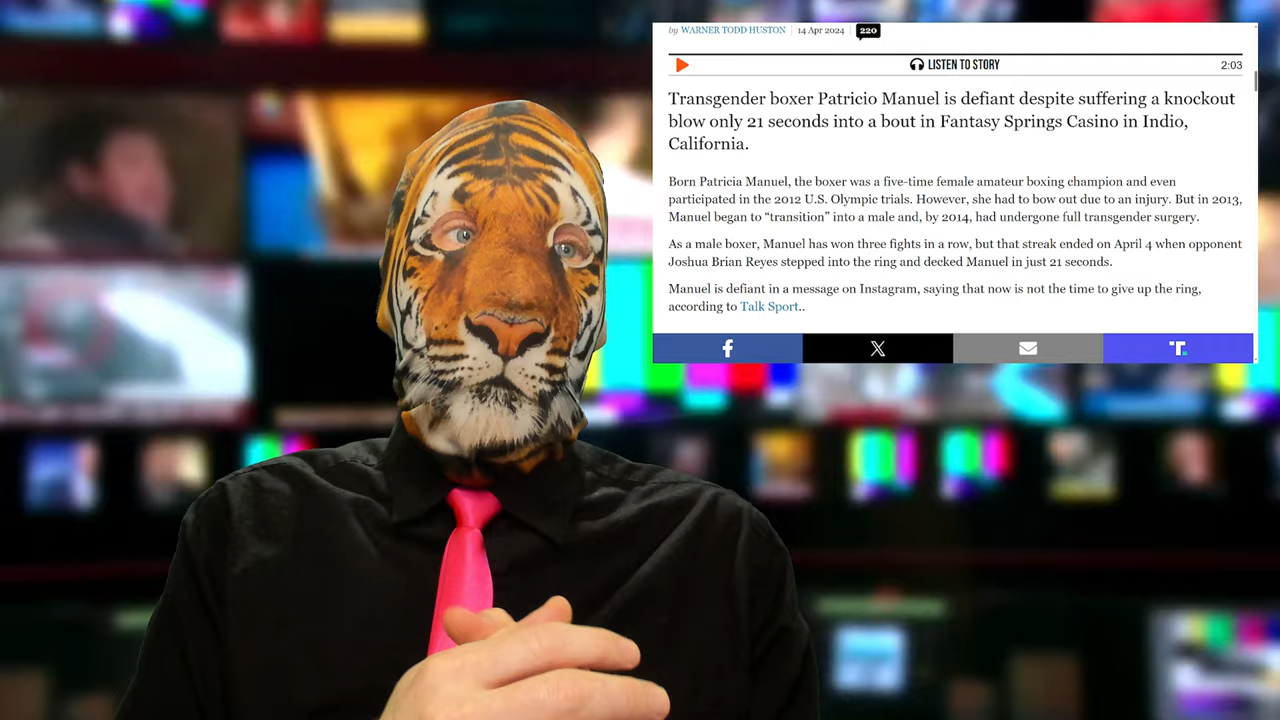 by WARNER TODD HUSTON | 14 Apr 2024 | 220
LISTEN TO STORY 2:03
Transgender boxer Patricio Manuel is defiant despite suffering a knockout
blow only 21 seconds into a bout in Fantasy Springs Casino in Indio,
California.
Born Patricia Manuel, the boxer was a five-time female amateur boxing champion and even
participated in the 2012 U.S. Olympic trials. However, she had to bow out due to an injury. But in 2013,
Manuel began to “transition” into a male and, by 2014, had undergone full transgender surgery.
As a male boxer, Manuel has won three fights in a row, but that streak ended on April 4 when opponent
Joshua Brian Reyes stepped into the ring and decked Manuel in just 21 seconds.
Manuel is defiant in a message on Instagram, saying that now is not the time to give up the ring,
according to Talk Sport..